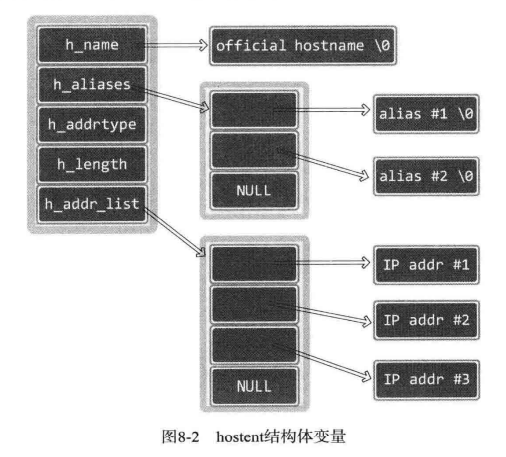 h_name
official hostname \0
h_aliases
alias #1 \0
h_addrtype
alias #2 \0
h_length
NULL
h_addr_list
IP addr #1
IP addr #2
IP addr #3
NULL
图8-2 hostent结构体变量